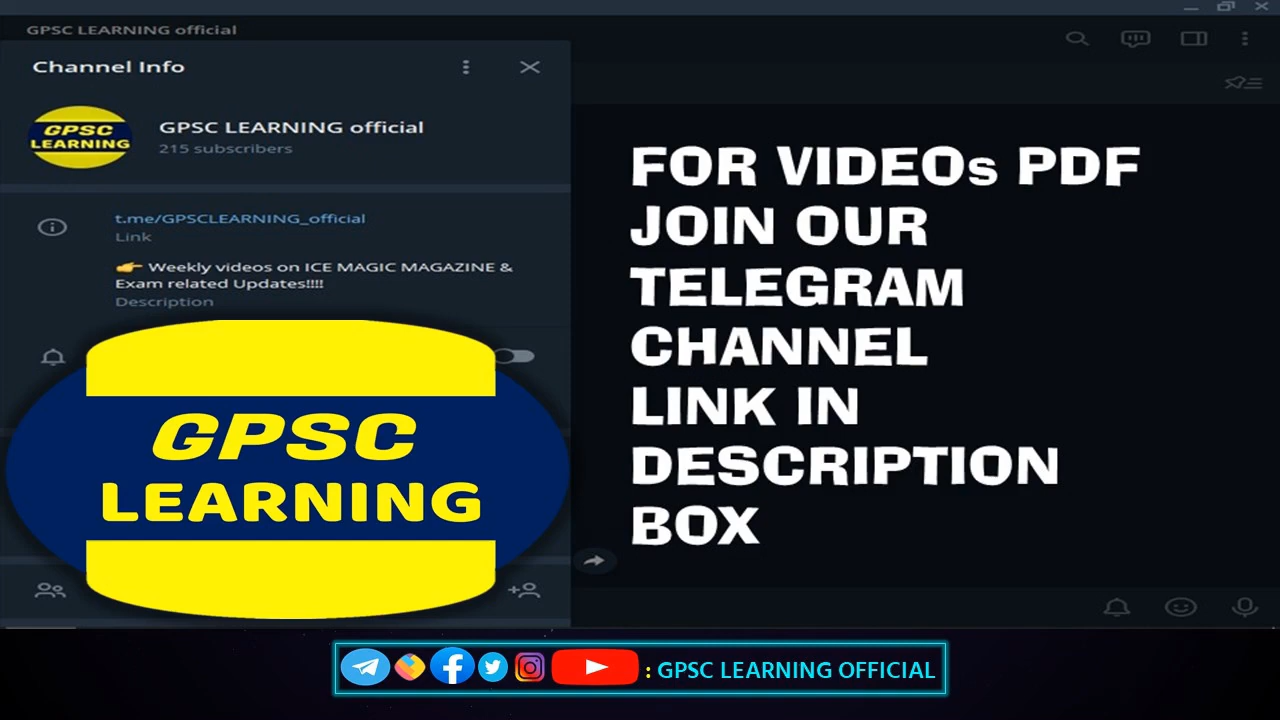 GPSC LEARNING official
Channel Info
GPSC
LEARNING
GPSC LEARNING official
215 subscribers
t.me/GPSCLEARNING_official
Link
👉 Weekly videos on ICE MAGIC MAGAZINE &
Exam related Updates!!!!
Description
GPSC
LEARNING
FOR VIDEOs PDF
JOIN OUR
TELEGRAM
CHANNEL
LINK IN
DESCRIPTION
BOX
: GPSC LEARNING OFFICIAL